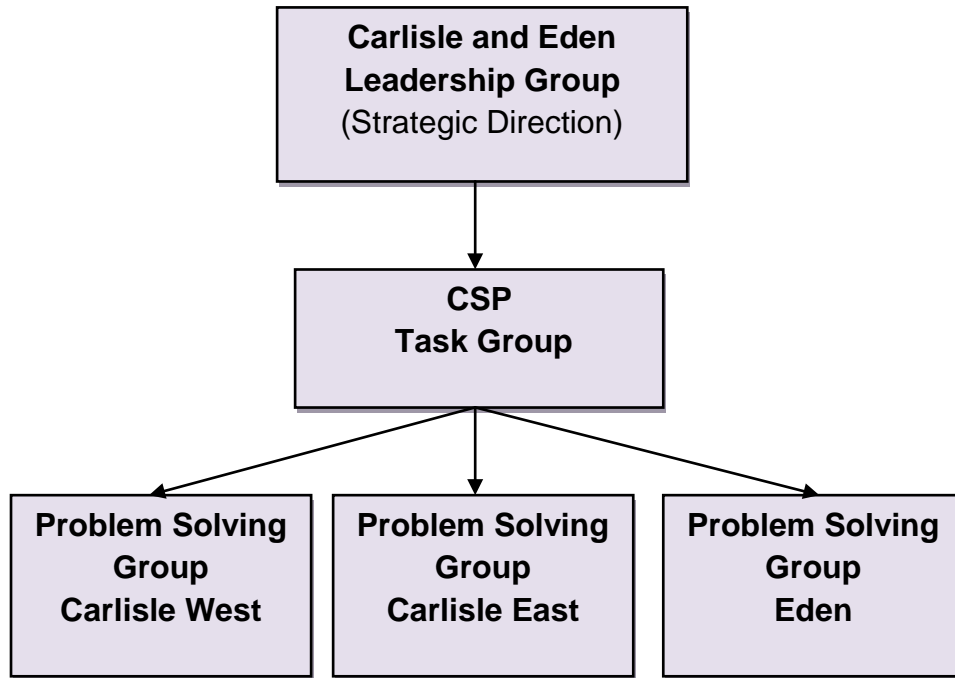 Carlisle and Eden
Leadership Group
(Strategic Direction)
CSP
Task Group
Problem Solving
Group
Carlisle West
Problem Solving
Group
Carlisle East
Problem Solving
Group
Eden